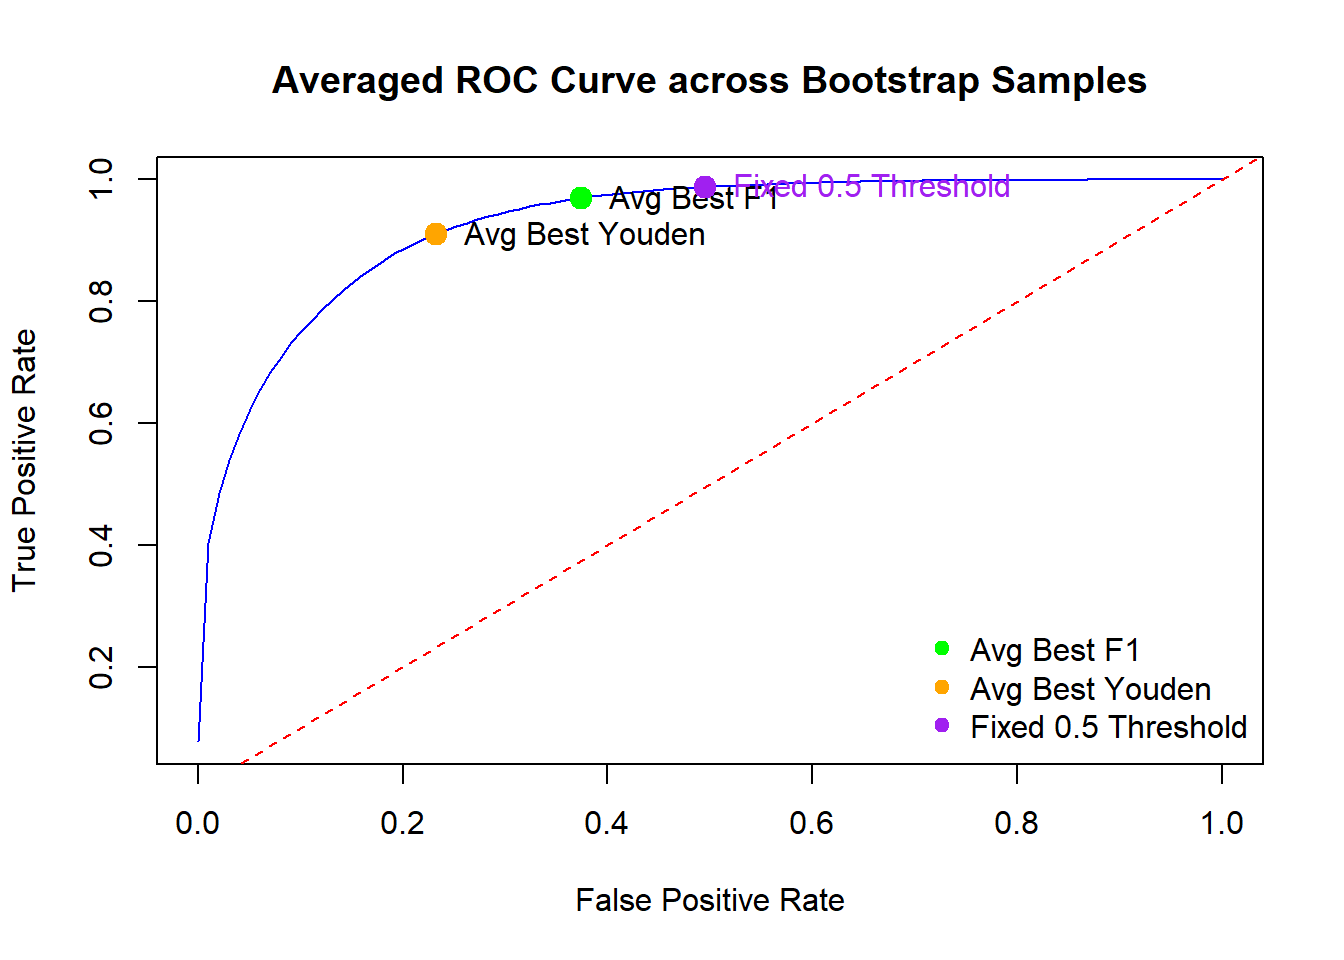 Averaged ROC Curve across Bootstrap Samples
True Positive Rate
1.0
0.8
0.6
0.4
0.2
Fixed 0.5 Threshold
Avg Best F1
Avg Best Youden
Avg Best F1
Avg Best Youden
Fixed 0.5 Threshold
0.0 0.2 0.4 0.6 0.8 1.0
False Positive Rate